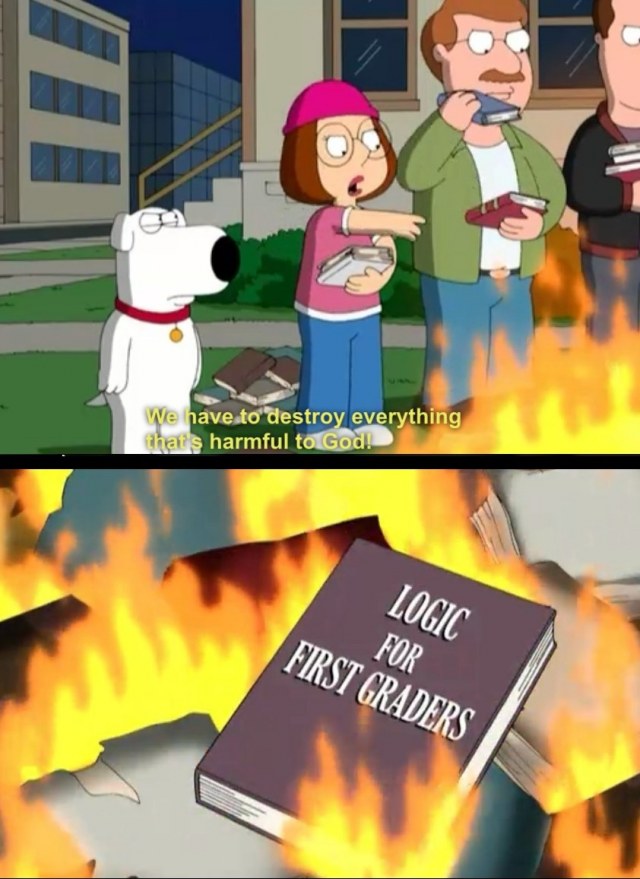 We have to destroy everything
that's harmful to God!
LOGIC
FOR
FIRST GRADERS